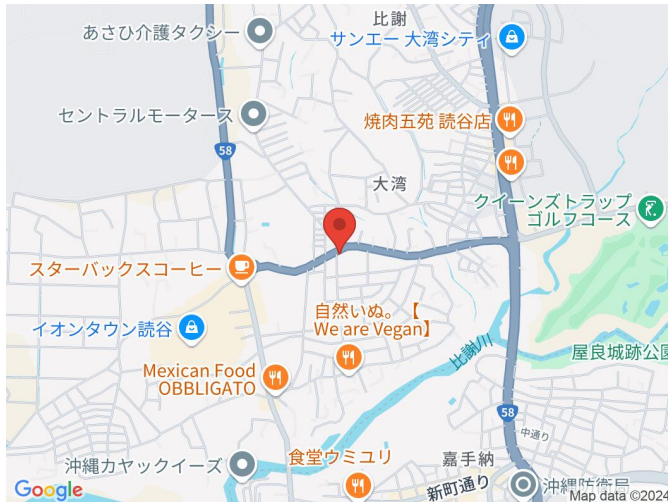 比謝
あさひ介護タクシー
サンエー 大湾シティ
セントラルモータース
焼肉五苑 読谷店
58
大湾
クイーンズトラップ
ゴルフコース
スターバックスコーヒー
自然いぬ。【
We are Vegan】
イオンタウン読谷
比謝川
屋良城跡公園
Mexican Food
OBBLIGATO
58
中通り
嘉手納
沖縄カヤックイーズ
食堂ウミユリ
新町通り
沖縄防衛局
Google
Map data ©202